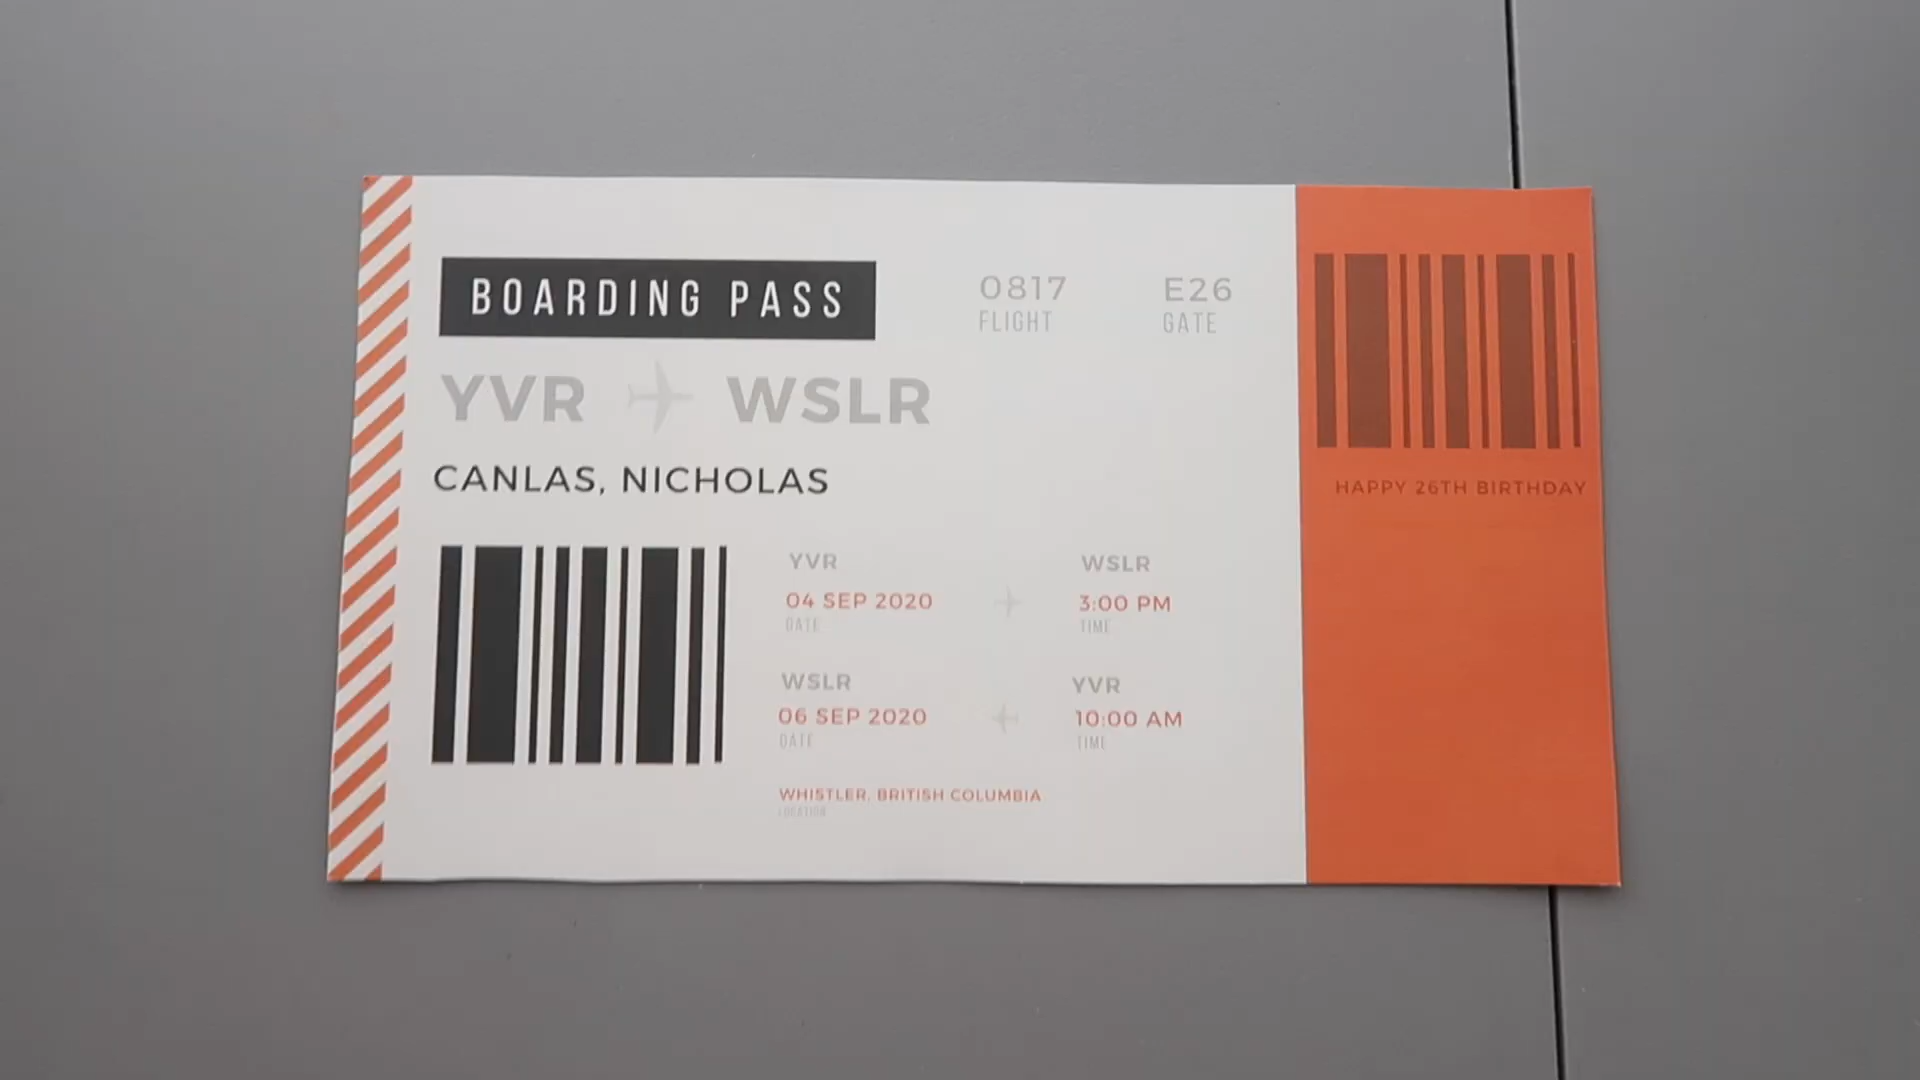 BOARDING PASS
0817
FLIGHT
E26
GATE
YVR WSLR
CANLAS, NICHOLAS
YVR WSLR
04 SEP 2020 3:00 PM
DATE TIME
WSLR YVR
06 SEP 2020 10:00 AM
DATE TIME
WHISTLER, BRITISH COLUMBIA
LOCATION
HAPPY 26TH BIRTHDAY